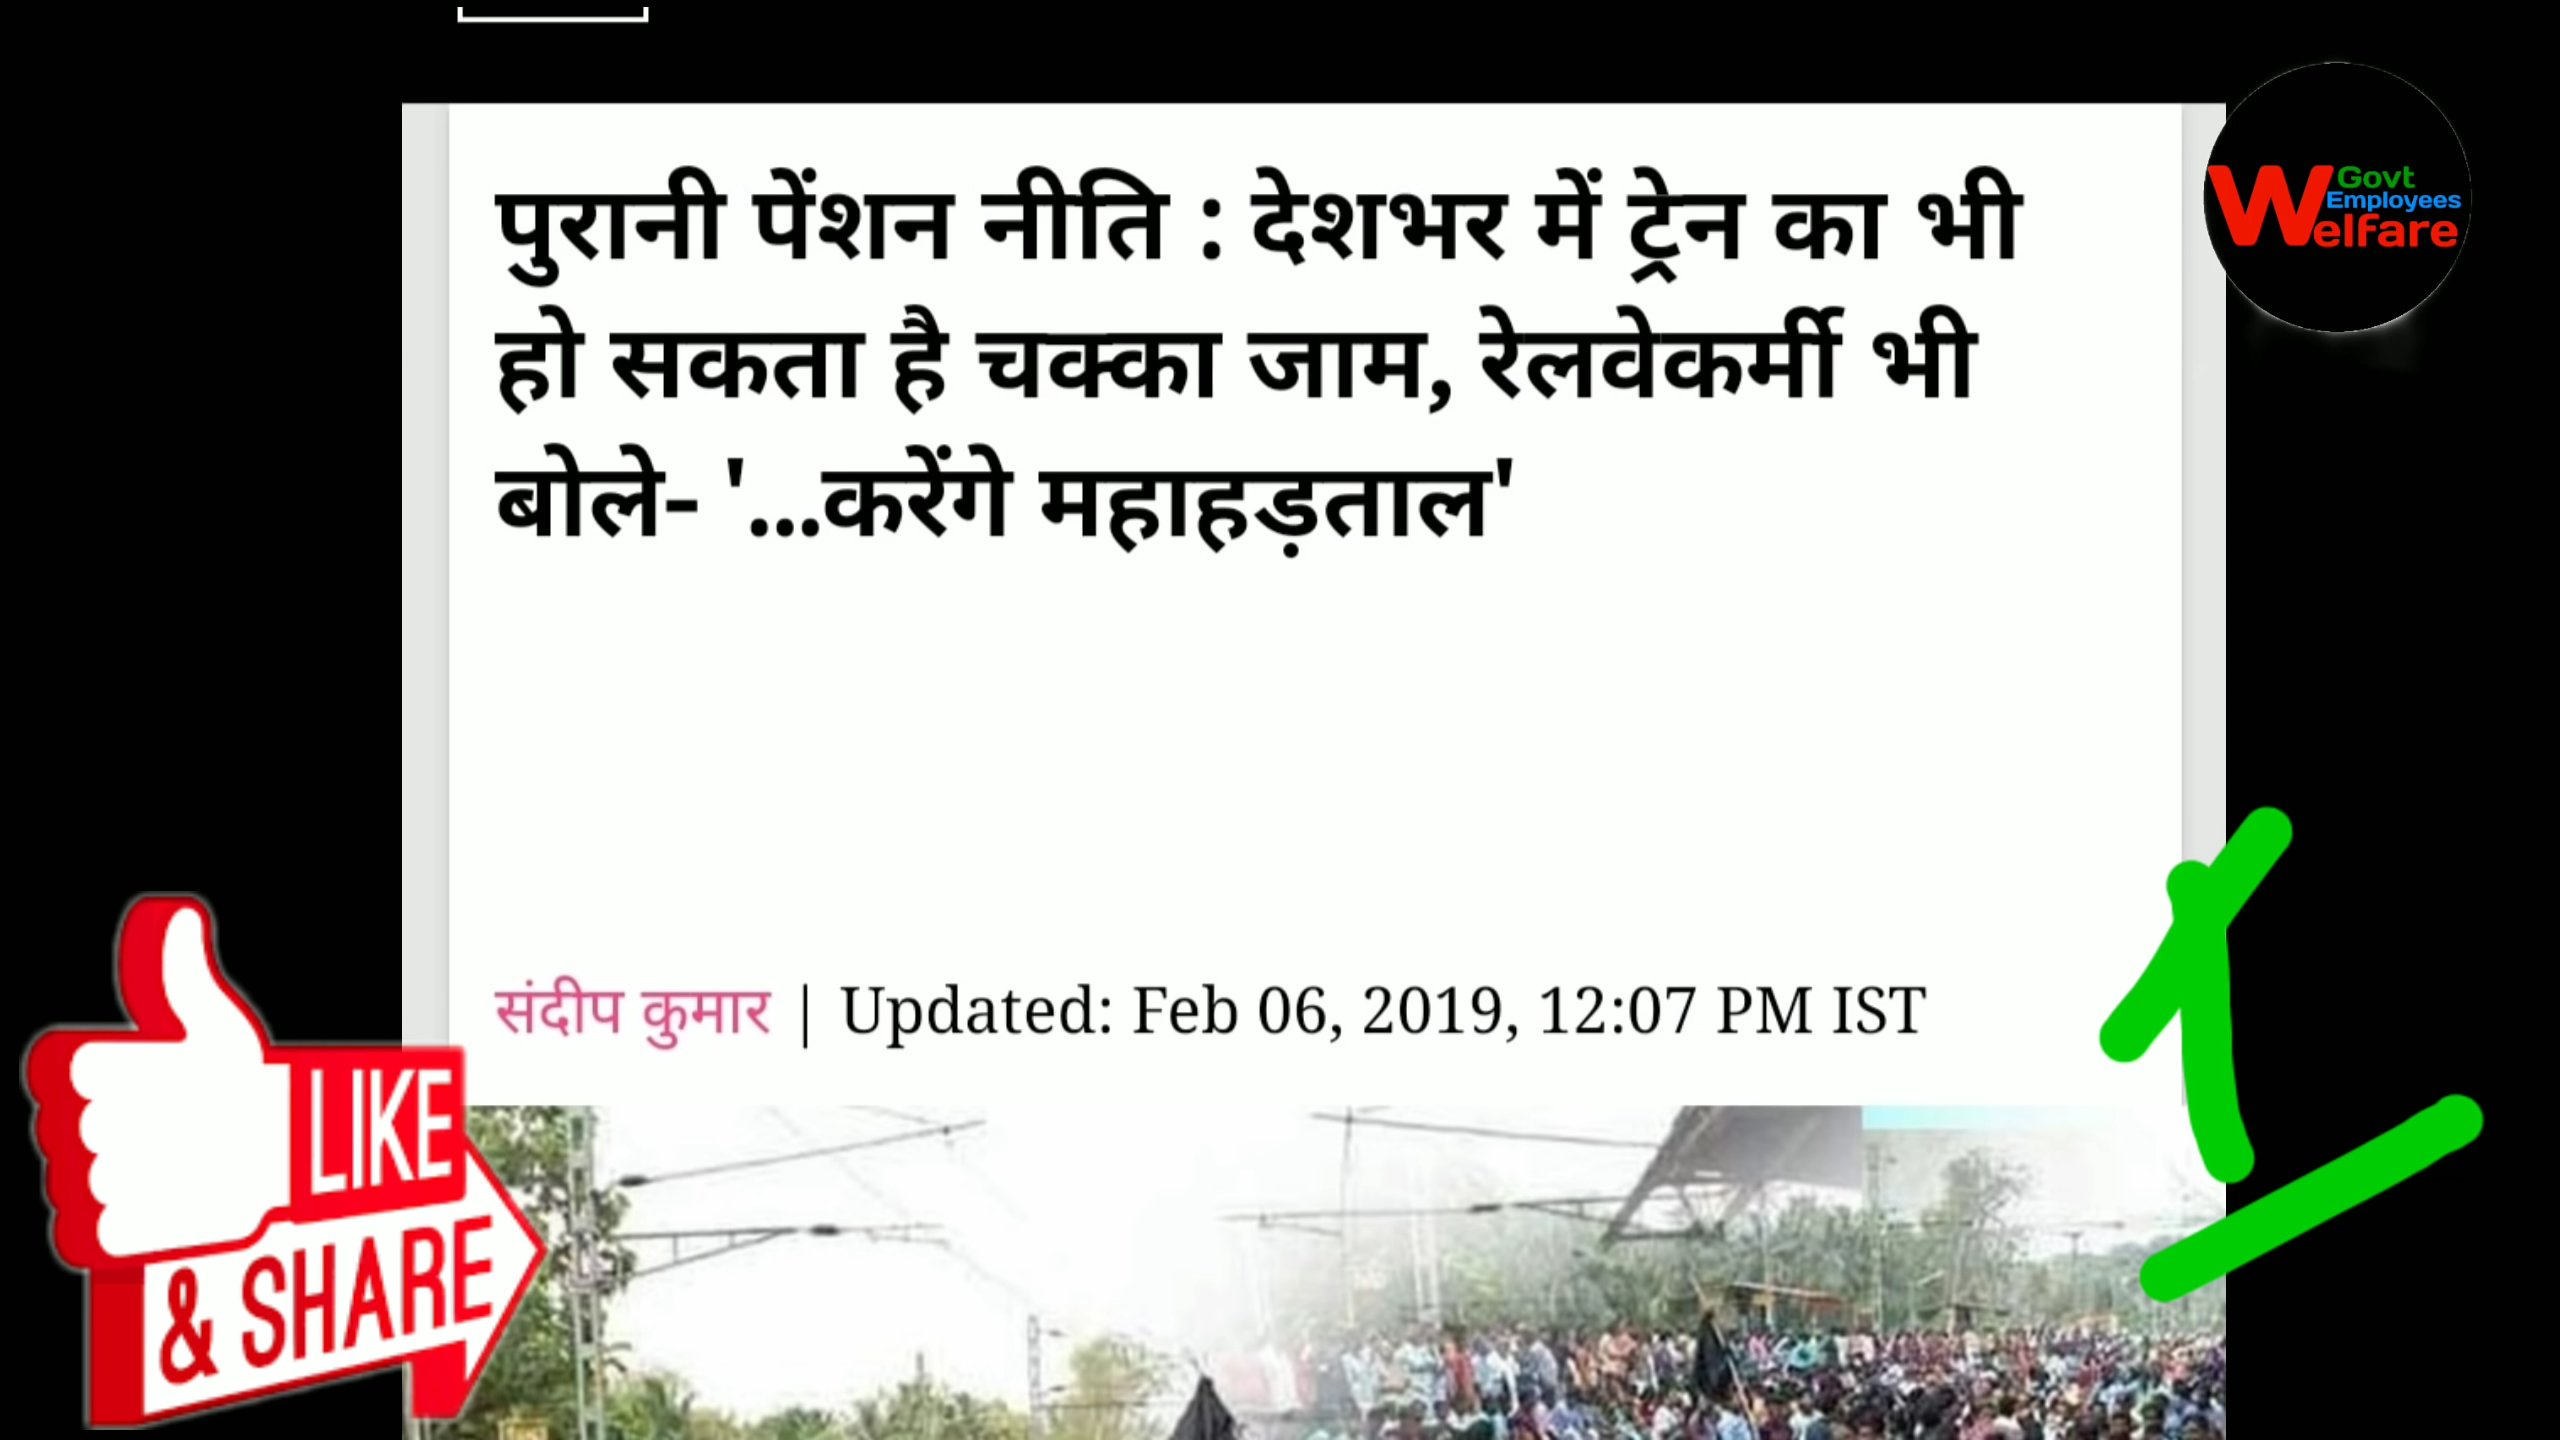 पुरानी पेंशन नीति : देशभर में ट्रेन का भी
हो सकता है चक्का जाम, रेलवेकर्मी भी
बोले- '...करेंगे महाहड़ताल'
संदीप कुमार | Updated: Feb 06, 2019, 12:07 PM IST
Govt
Employees
Welfare
LIKE
& SHARE